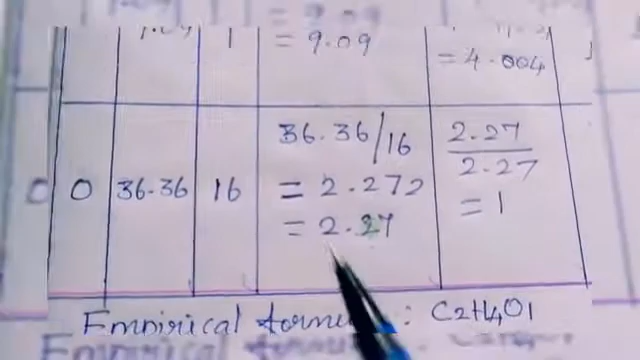 1 = 9.09
= 4.004
O 36.36 16 36.36/16 2.27/2.27
= 2.272 = 1
= 2.27
Empirical : C2H4O1